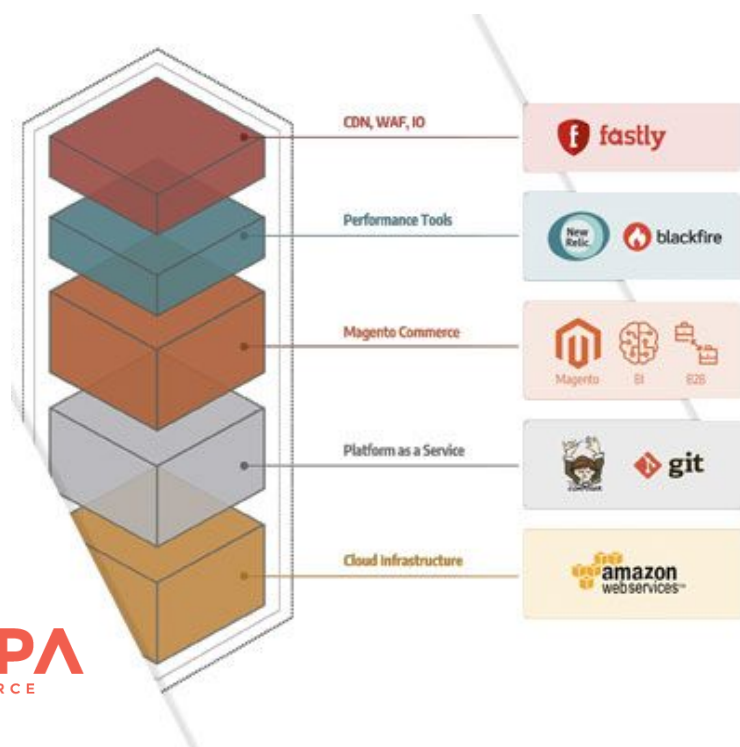 CDN, WAF, IO
fastly
Performance Tools
New
Relic.
blackfire
Magento Commerce
Magento
BI
B2B
Platform as a Service
git
Cloud Infrastructure
amazon
webservices™
PA
RCE